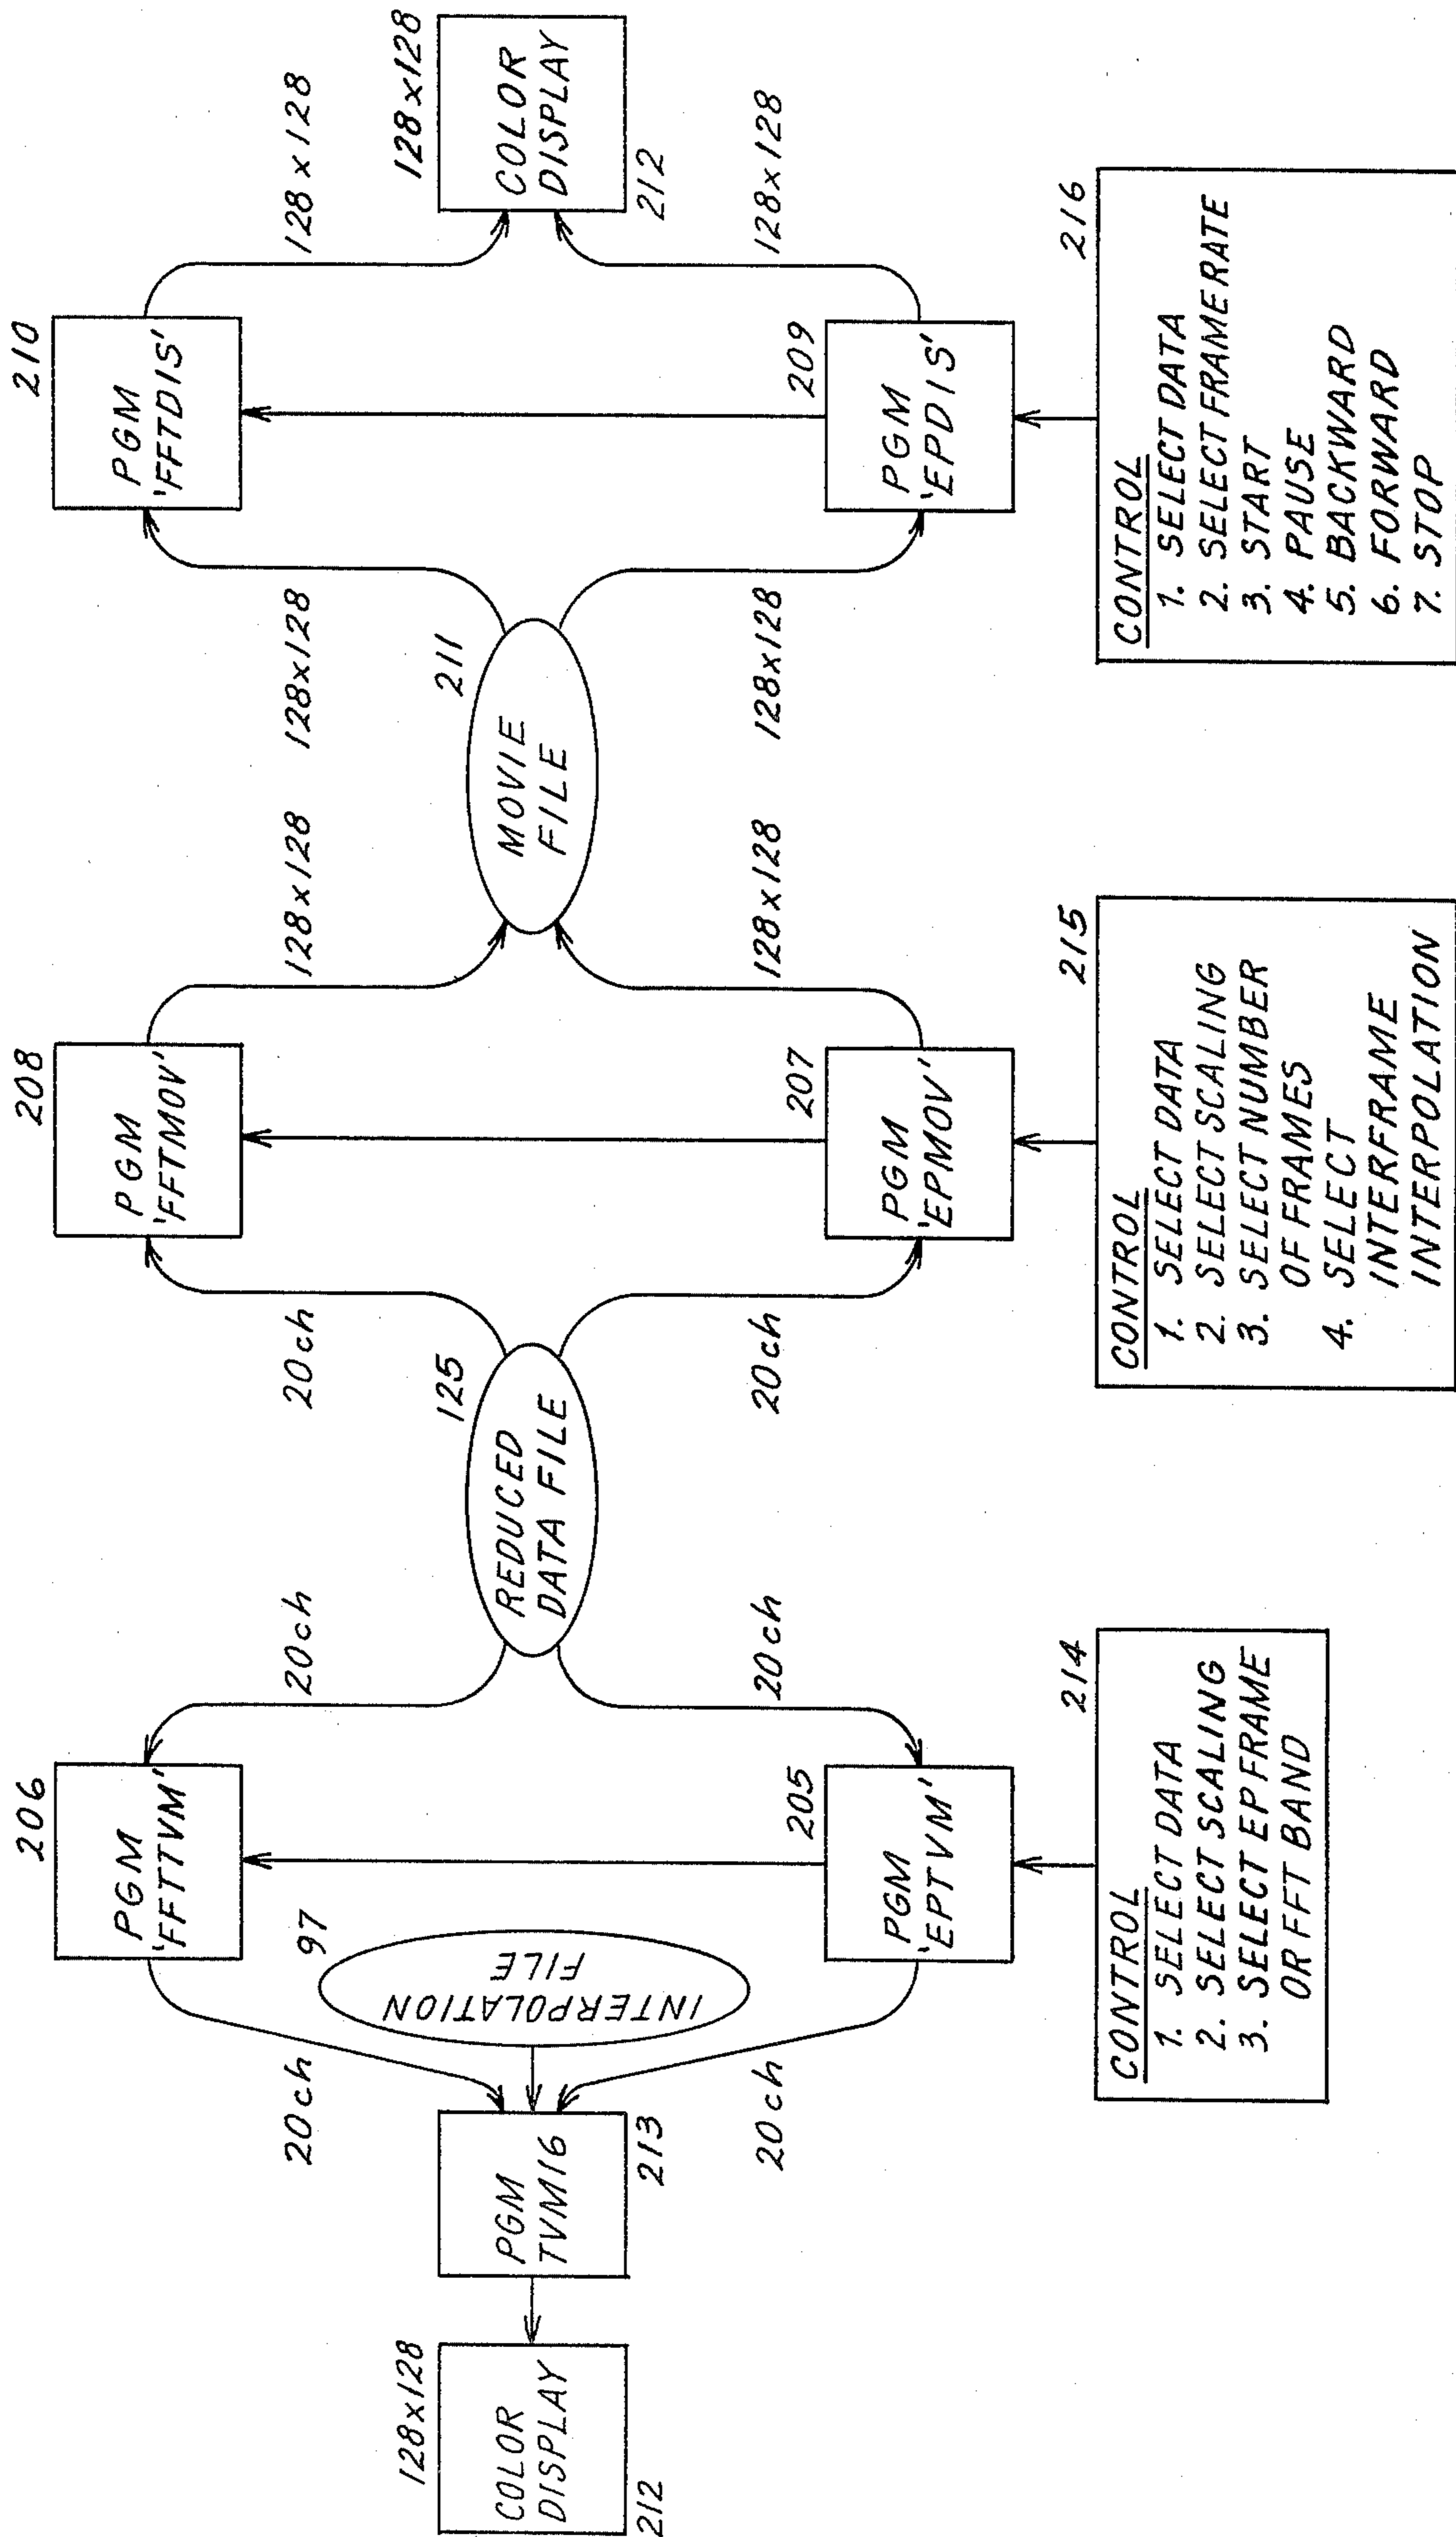 206
PGM
'FFTTVM'
208
PGM
'FFTMOV'
210
PGM
'FFTDIS'
20ch
97
20ch
20ch
128x128
128x128
128x128
128x128
COLOR
DISPLAY
212
PGM
TVM16
213
INTERPOLATION
FILE
REDUCED
DATA FILE
125
MOVIE
FILE
211
128x128
COLOR
DISPLAY
212
20ch
20ch
20ch
128x128
128x128
128x128
205
PGM
'EPTVM'
207
PGM
'EPMOV'
209
PGM
'EPDIS'
214
CONTROL
1. SELECT DATA
2. SELECT SCALING
3. SELECT EP FRAME
OR FFT BAND
215
CONTROL
1. SELECT DATA
2. SELECT SCALING
3. SELECT NUMBER
OF FRAMES
4. SELECT
INTERFRAME
INTERPOLATION
216
CONTROL
1. SELECT DATA
2. SELECT FRAMERATE
3. START
4. PAUSE
5. BACKWARD
6. FORWARD
7. STOP